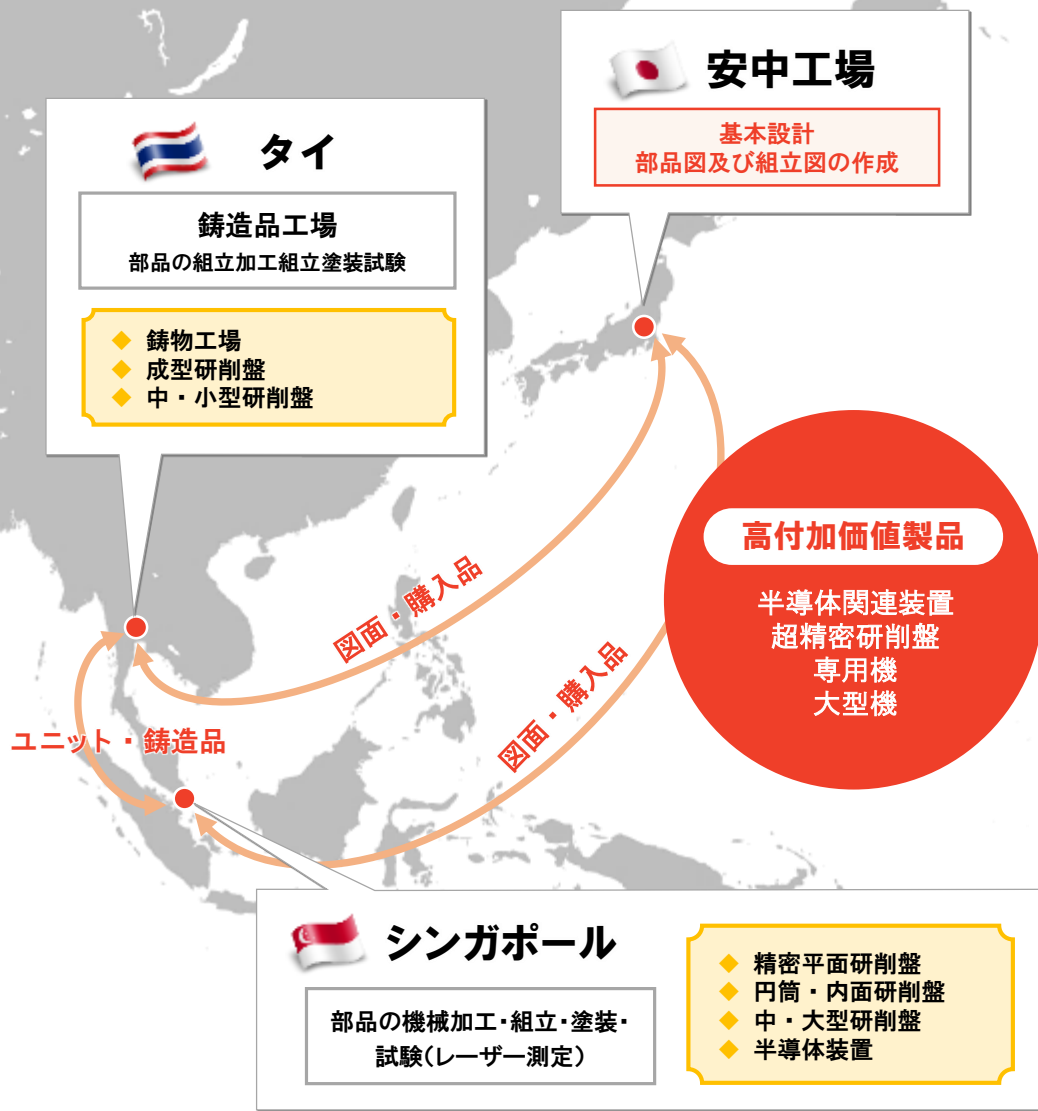 安中工場
基本設計
部品図及び組立図の作成
タイ
鋳造品工場
部品の組立加工組立塗装試験
◆ 鋳物工場
◆ 成型研削盤
◆ 中・小型研削盤
高付加価値製品
半導体関連装置
超精密研削盤
専用機
大型機
図面・購入品
図面・購入品
ユニット・鋳造品
シンガポール
部品の機械加工・組立・塗装・
試験(レーザー測定)
◆ 精密平面研削盤
◆ 円筒・内面研削盤
◆ 中・大型研削盤
◆ 半導体装置